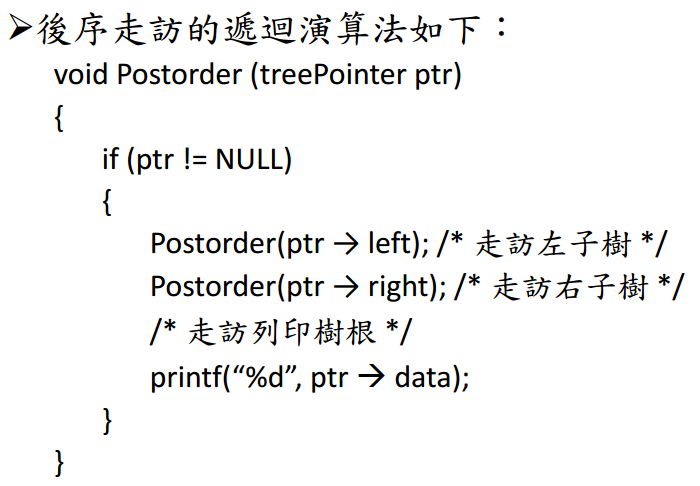 ➢後序走訪的遞迴演算法如下：
void Postorder (treePointer ptr)
{
if (ptr != NULL)
{
Postorder(ptr → left); /* 走訪左子樹 */
Postorder(ptr → right); /* 走訪右子樹 */
/* 走訪列印樹根 */
printf(“%d”, ptr → data);
}
}